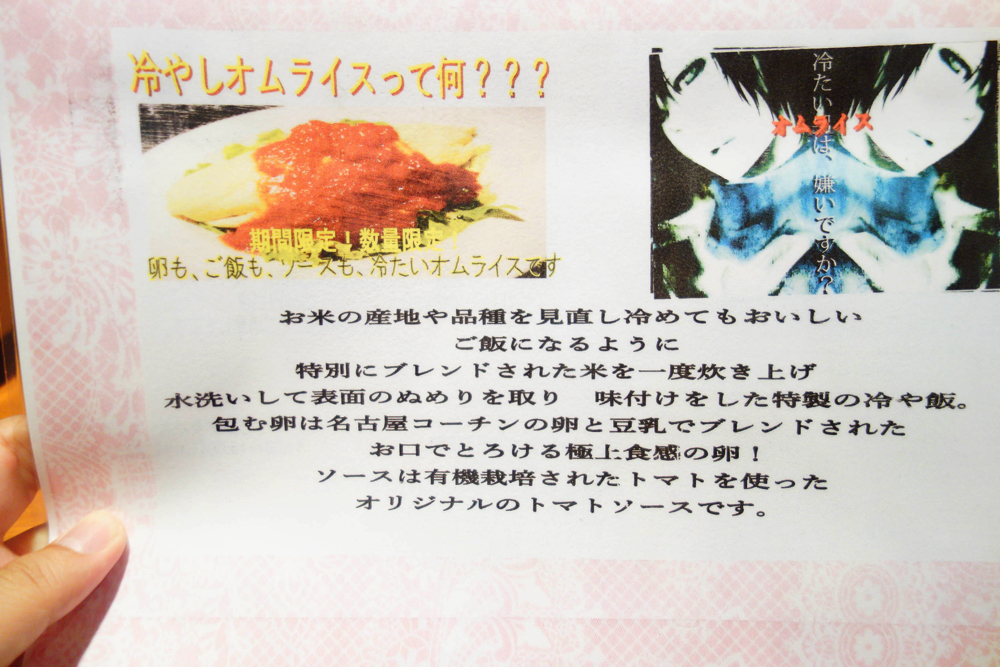 冷やしオムライスって何？？？
期間限定！数量限定！
卵も、ご飯も、ソースも、冷たいオムライスです
冷たいは、嫌いですか？
オムライス
お米の産地や品種を見直し冷めてもおいしい
ご飯になるように
特別にブレンドされた米を一度炊き上げ
水洗いして表面のぬめりを取り　味付けをした特製の冷や飯。
包む卵は名古屋コーチンの卵と豆乳でブレンドされた
お口でとろける極上食感の卵！
ソースは有機栽培されたトマトを使った
オリジナルのトマトソースです。